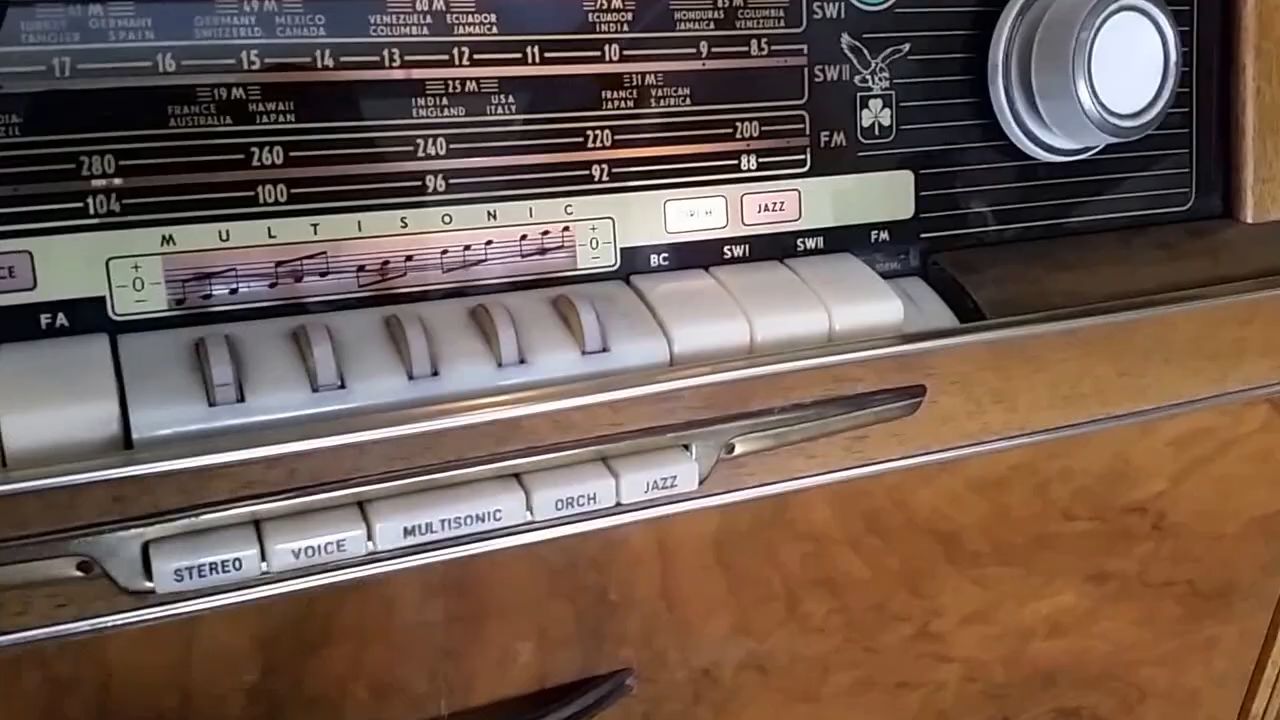 41 M 49 M 60 M 75 M 85 M SWI
GERMANY GERMANY MEXICO VENEZUELA ECUADOR ECUADOR HONDURAS COLUMBIA
TANGIER SPAIN SWITZERLD. CANADA COLUMBIA JAMAICA INDIA JAMAICA VENEZUELA
17 16 15 14 13 12 11 10 9 8.5
SWII
19 M 25 M 31 M
FRANCE HAWAII INDIA USA FRANCE VATICAN
AUSTRALIA JAPAN ENGLAND ITALY JAPAN S.AFRICA
280 260 240 220 200 FM
104 100 96 92 88
MULTISONIC JAZZ
+ 0 - + 0 -
FA BC SWI SWII FM
STEREO VOICE MULTISONIC ORCH. JAZZ